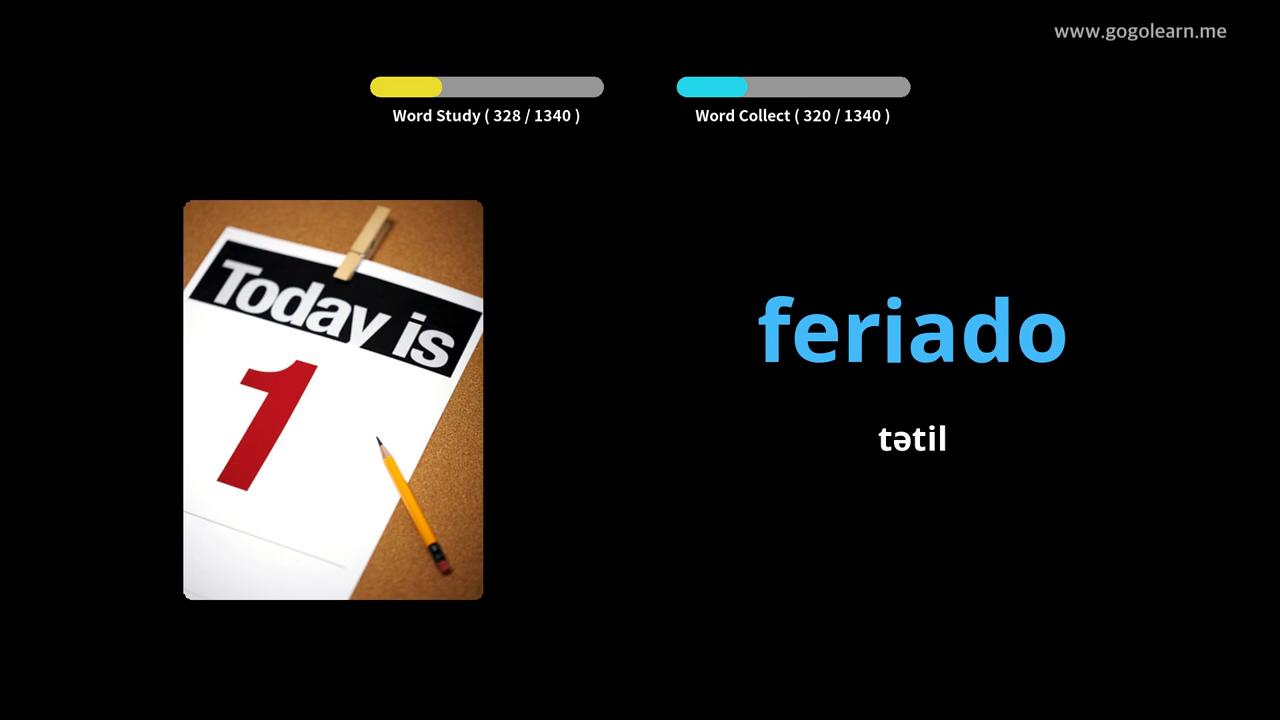 www.gogolearn.me
Word Study ( 328 / 1340 )
Word Collect ( 320 / 1340 )
Today is
1
feriado
tətil